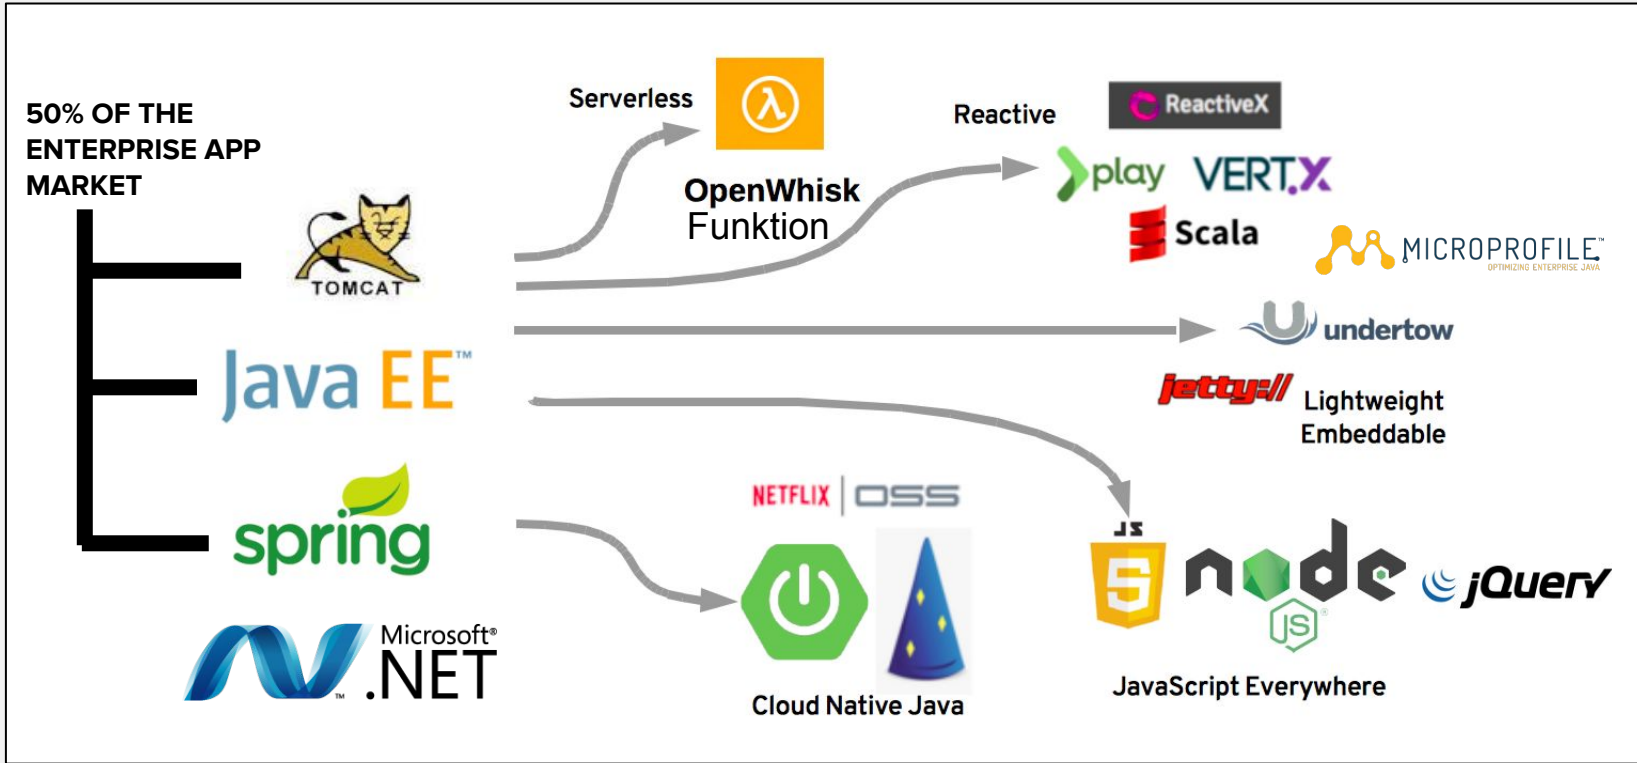 50% OF THE
ENTERPRISE APP
MARKET
TOMCAT
Java EE™
spring
Microsoft®
.NET™
Serverless
λ
OpenWhisk
Funktion
Reactive
ReactiveX
play
VERT.X
Scala
MICROPROFILE™
OPTIMIZING ENTERPRISE JAVA
undertow
jetty://
Lightweight
Embeddable
NETFLIX | OSS
Cloud Native Java
JS
5
node
JS®
jQuery
JavaScript Everywhere